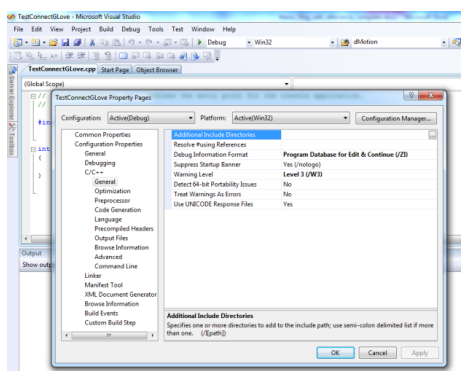 TestConnectGLove - Microsoft Visual Studio
File Edit View Project Build Debug Tools Test Window Help
Debug Win32 dMotion
TestConnectGLove.cpp Start Page Object Browser
(Global Scope)
TestConnectGLove Property Pages
Configuration: Active(Debug) Platform: Active(Win32) Configuration Manager...
Common Properties
Configuration Properties
General
Debugging
C/C++
General
Optimization
Preprocessor
Code Generation
Language
Precompiled Headers
Output Files
Browse Information
Advanced
Command Line
Linker
Manifest Tool
XML Document Generator
Browse Information
Build Events
Custom Build Step
Additional Include Directories
Resolve #using References
Debug Information Format Program Database for Edit & Continue (/ZI)
Suppress Startup Banner Yes (/nologo)
Warning Level Level 3 (/W3)
Detect 64-bit Portability Issues No
Treat Warnings As Errors No
Use UNICODE Response Files Yes
Additional Include Directories
Specifies one or more directories to add to the include path; use semi-colon delimited list if more
than one. (/I[path])
OK Cancel Apply
Server Explorer
Toolbox
//
//
#in
int
{
}
Output
Show outp